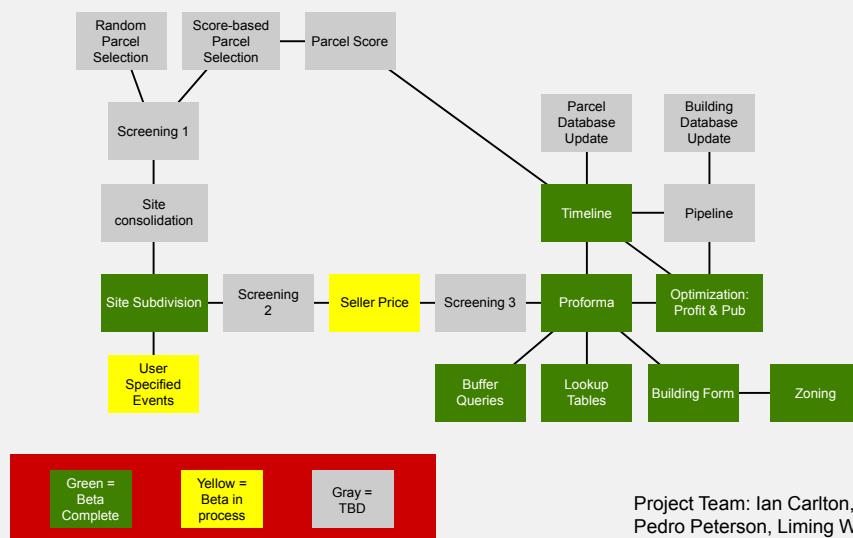 Random
Parcel
Selection
Score-based
Parcel
Selection
Parcel Score
Screening 1
Parcel
Database
Update
Building
Database
Update
Site
consolidation
Timeline
Pipeline
Site Subdivision
Screening
2
Seller Price
Screening 3
Proforma
Optimization:
Profit & Pub
User
Specified
Events
Buffer
Queries
Lookup
Tables
Building Form
Zoning
Green =
Beta
Complete
Yellow =
Beta in
process
Gray =
TBD
Project Team: Ian Carlton,
Pedro Peterson, Liming W